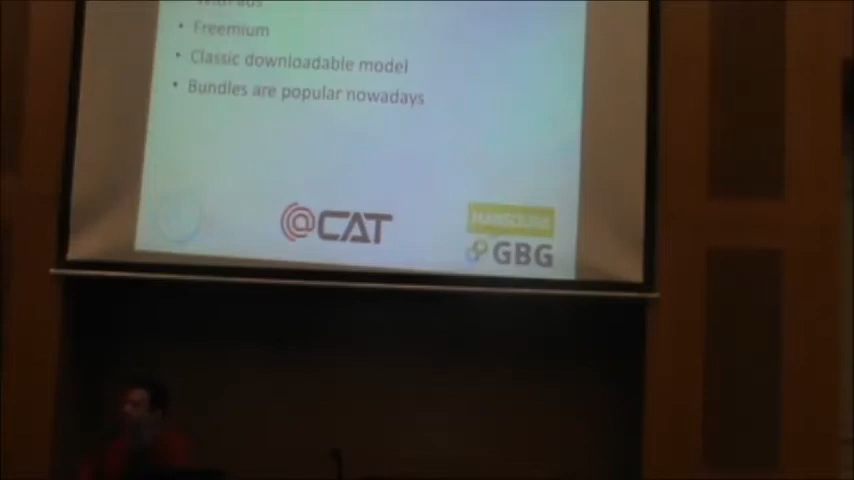 • Freemium
• Classic downloadable model
• Bundles are popular nowadays
@CAT
GBG